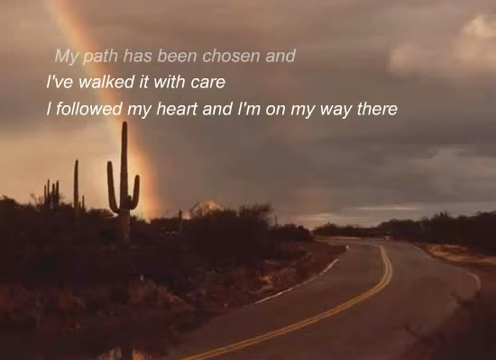 My path has been chosen and
I've walked it with care
I followed my heart and I'm on my way there